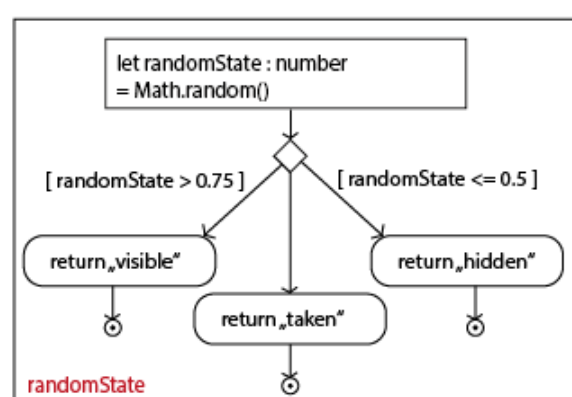 let randomState : number
= Math.random()
[ randomState > 0.75 ]
[ randomState <= 0.5 ]
return „visible“
return „hidden“
return „taken“
randomState